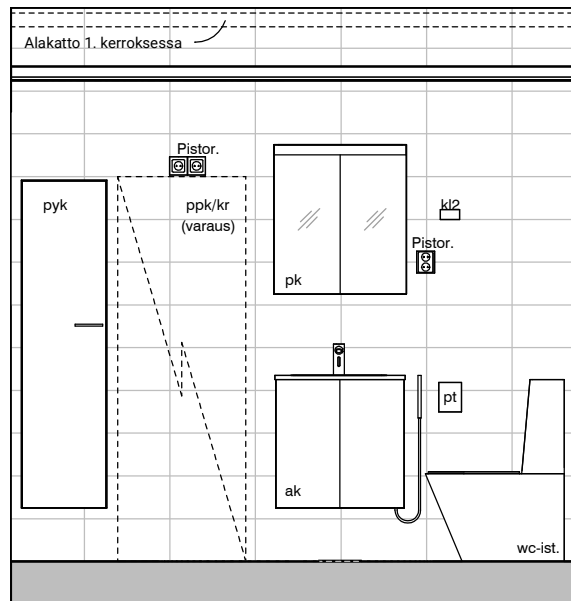 Alakatto 1. kerroksessa
Pistor.
pyk
ppk/kr
(varaus)
kl2
Pistor.
pk
pt
ak
wc-ist.